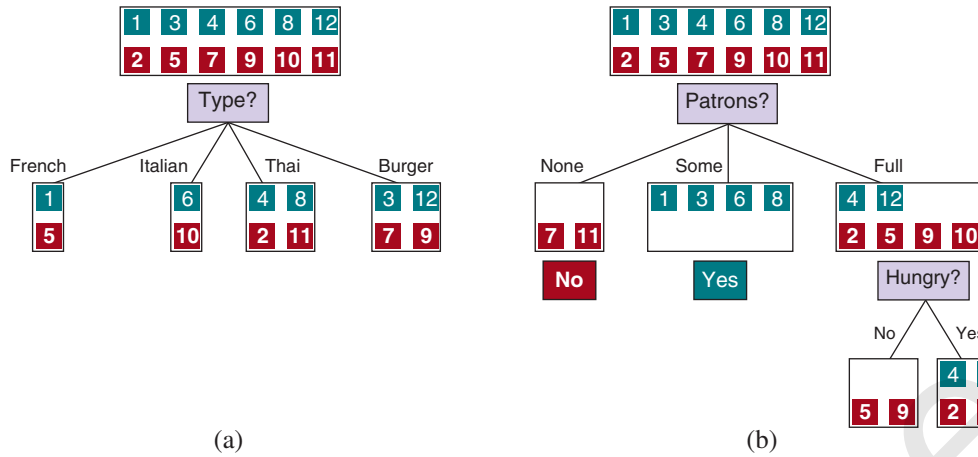 1 3 4 6 8 12
2 5 7 9 10 11
Type?
French Italian Thai Burger
1 6 4 8 3 12
5 10 2 11 7 9
(a)
1 3 4 6 8 12
2 5 7 9 10 11
Patrons?
None Some Full
1 3 6 8 4 12
7 11 2 5 9 10
No Yes Hungry?
No Yes
4
5 9 2
(b)